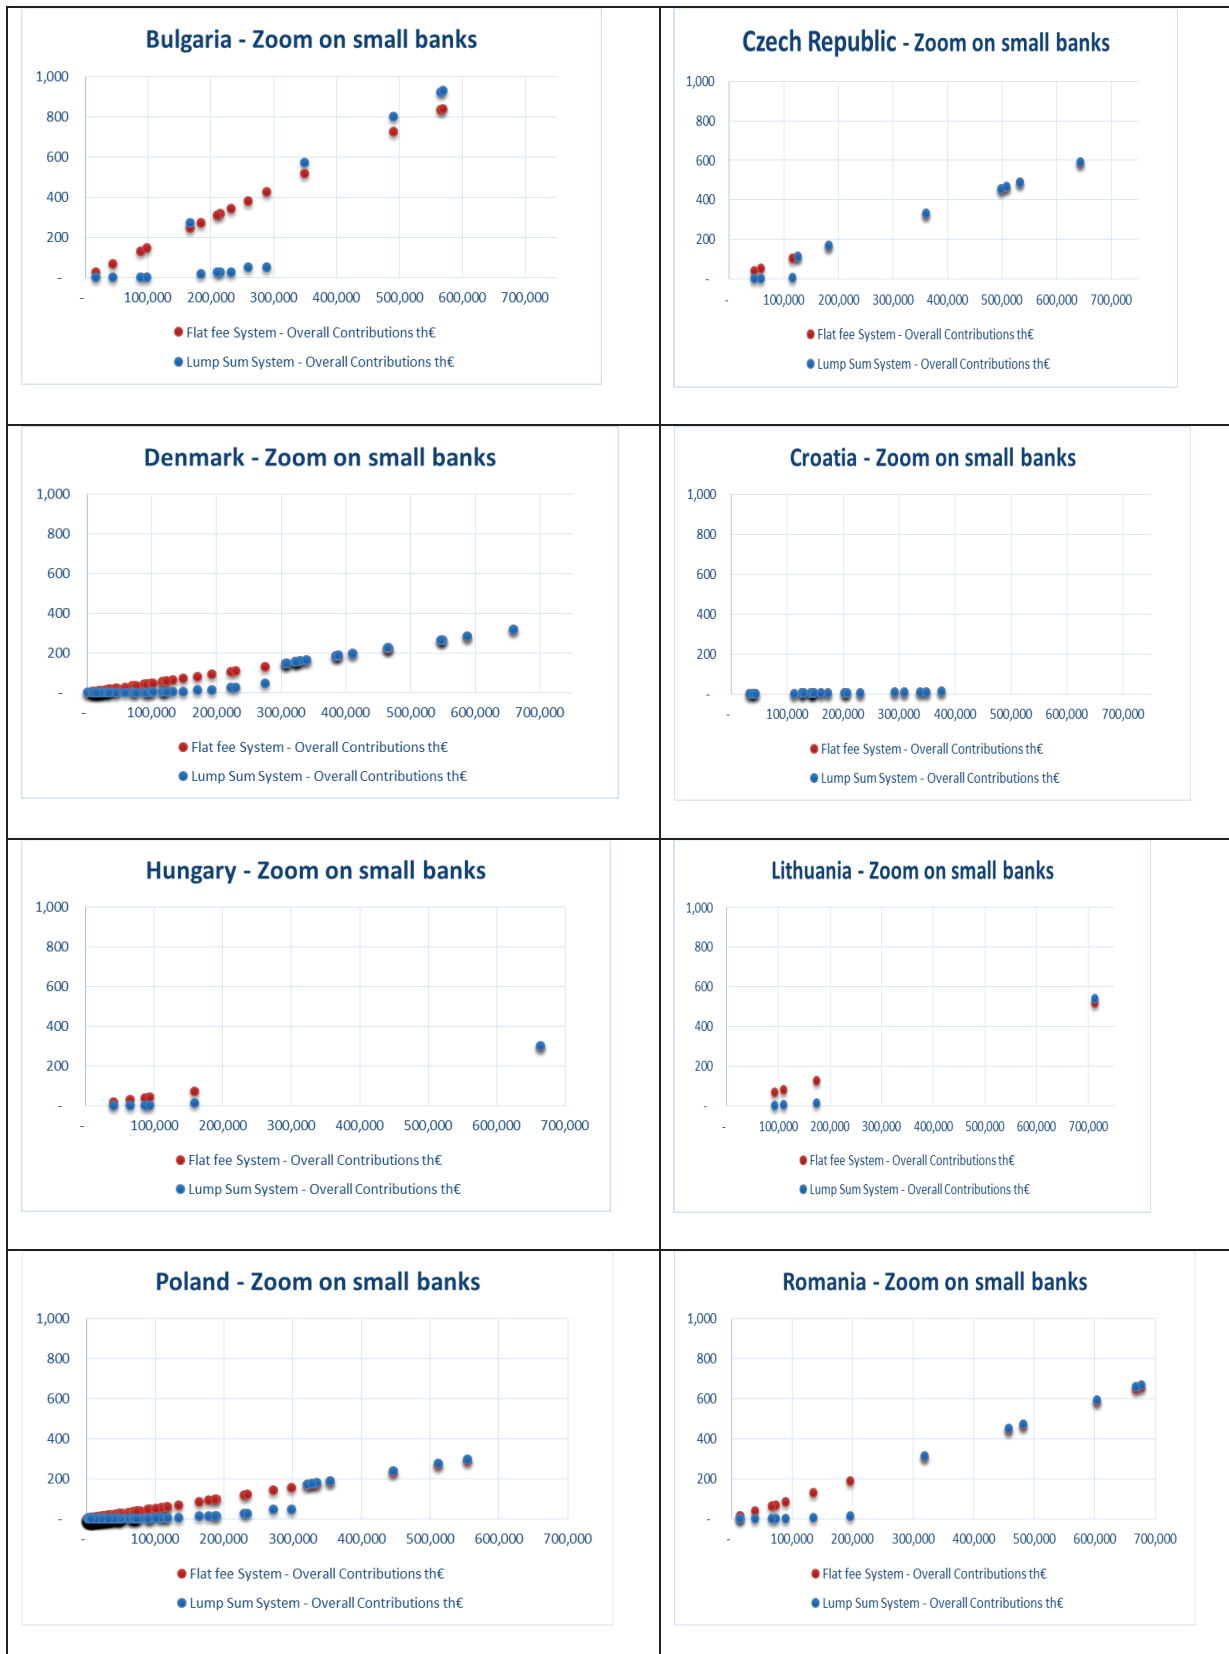 Bulgaria - Zoom on small banks
1,000
800
600
400
200
-
- 100,000 200,000 300,000 400,000 500,000 600,000 700,000
Flat fee System - Overall Contributions th€
Lump Sum System - Overall Contributions th€
Czech Republic - Zoom on small banks
1,000
800
600
400
200
-
- 100,000 200,000 300,000 400,000 500,000 600,000 700,000
Flat fee System - Overall Contributions th€
Lump Sum System - Overall Contributions th€
Denmark - Zoom on small banks
1,000
800
600
400
200
-
- 100,000 200,000 300,000 400,000 500,000 600,000 700,000
Flat fee System - Overall Contributions th€
Lump Sum System - Overall Contributions th€
Croatia - Zoom on small banks
1,000
800
600
400
200
-
- 100,000 200,000 300,000 400,000 500,000 600,000 700,000
Flat fee System - Overall Contributions th€
Lump Sum System - Overall Contributions th€
Hungary - Zoom on small banks
1,000
800
600
400
200
-
- 100,000 200,000 300,000 400,000 500,000 600,000 700,000
Flat fee System - Overall Contributions th€
Lump Sum System - Overall Contributions th€
Lithuania - Zoom on small banks
1,000
800
600
400
200
-
- 100,000 200,000 300,000 400,000 500,000 600,000 700,000
Flat fee System - Overall Contributions th€
Lump Sum System - Overall Contributions th€
Poland - Zoom on small banks
1,000
800
600
400
200
-
- 100,000 200,000 300,000 400,000 500,000 600,000 700,000
Flat fee System - Overall Contributions th€
Lump Sum System - Overall Contributions th€
Romania - Zoom on small banks
1,000
800
600
400
200
-
- 100,000 200,000 300,000 400,000 500,000 600,000 700,000
Flat fee System - Overall Contributions th€
Lump Sum System - Overall Contributions th€